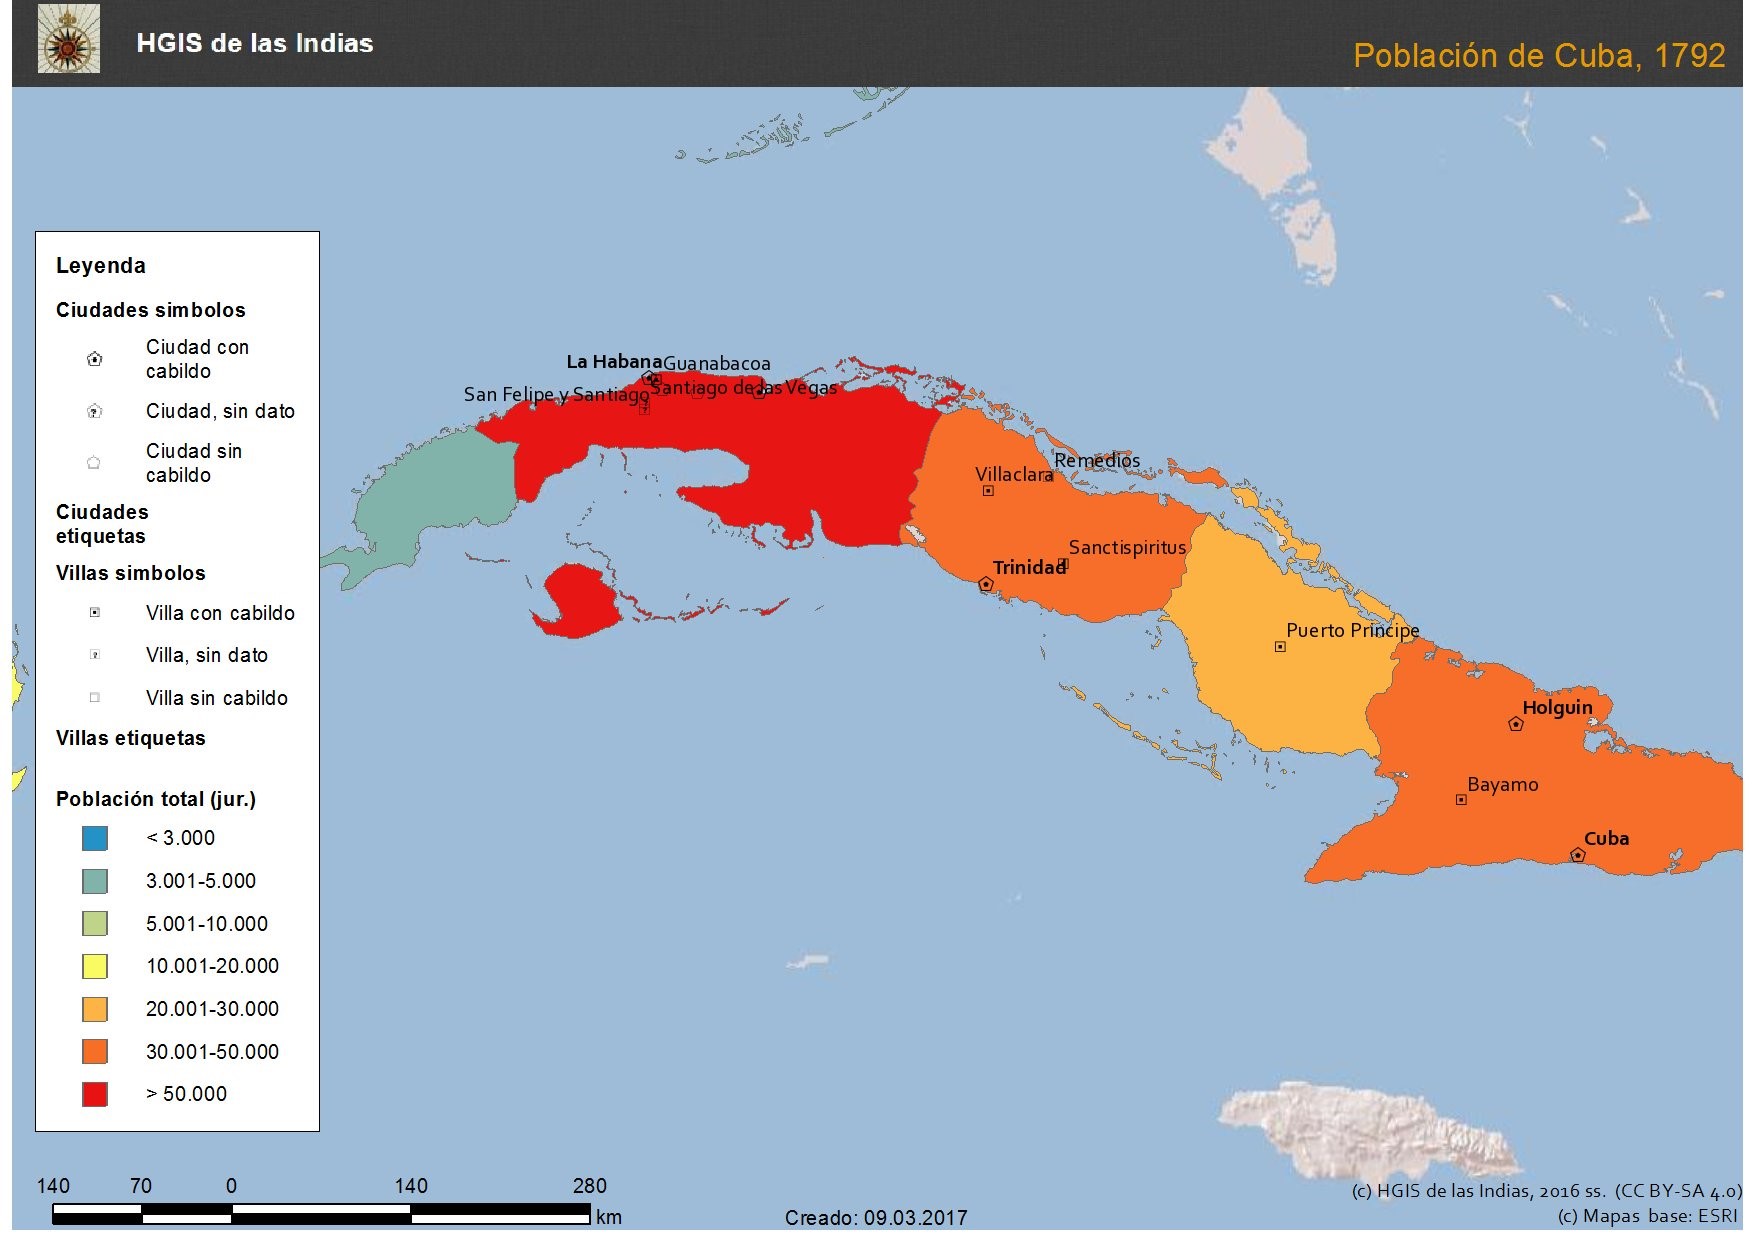 HGIS de las Indias
Población de Cuba, 1792
Leyenda
Ciudades simbolos
Ciudad con
cabildo
Ciudad, sin dato
Ciudad sin
cabildo
Ciudades
etiquetas
Villas simbolos
Villa con cabildo
Villa, sin dato
Villa sin cabildo
Villas etiquetas
Población total (jur.)
< 3.000
3.001-5.000
5.001-10.000
10.001-20.000
20.001-30.000
30.001-50.000
> 50.000
La Habana
Guanabacoa
San Felipe y Santiago
Santiago de las Vegas
Remedios
Villaclara
Sanctispiritus
Trinidad
Puerto Principe
Holguin
Bayamo
Cuba
140 70 0 140 280
km
Creado: 09.03.2017
(c) HGIS de las Indias, 2016 ss. (CC BY-SA 4.0)
(c) Mapas base: ESRI